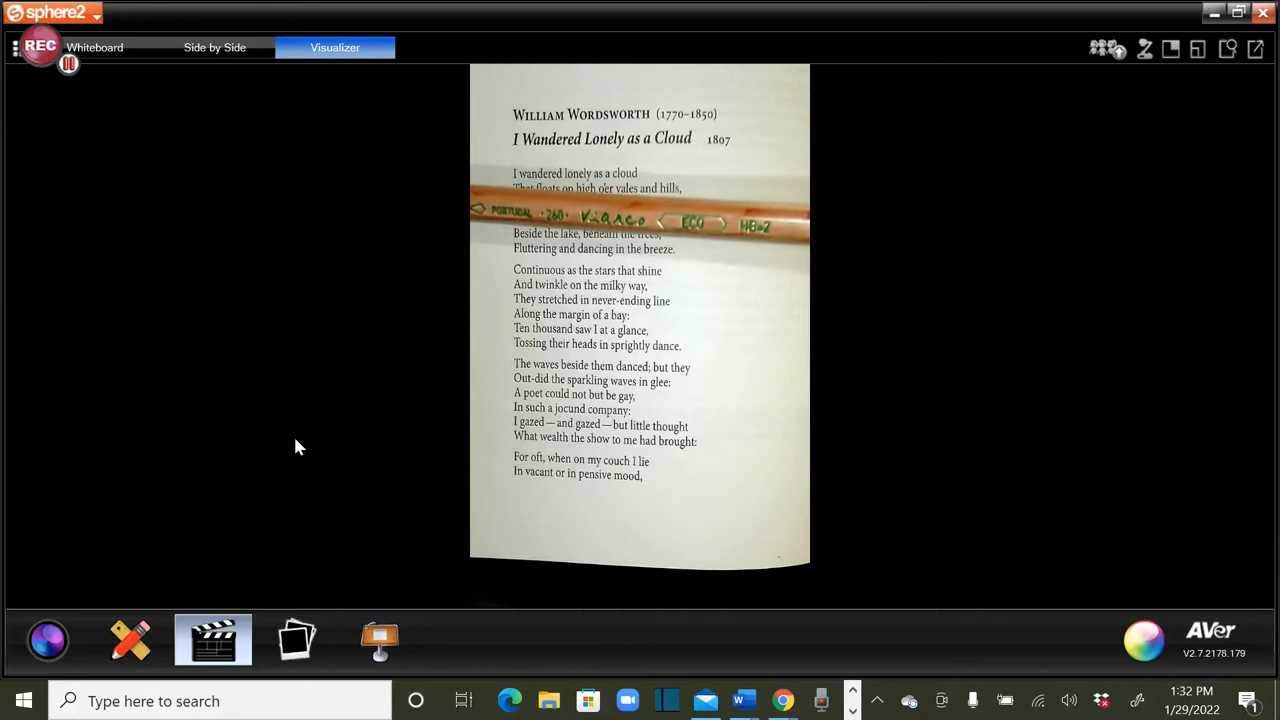 sphere2
REC
Whiteboard
Side by Side
Visualizer
WILLIAM WORDSWORTH (1770–1850)
I Wandered Lonely as a Cloud 1807
I wandered lonely as a cloud
That floats on high o'er vales and hills,
PORTUGAL ·260· Viarco ECO HB=2
Beside the lake, beneath the trees,
Fluttering and dancing in the breeze.
Continuous as the stars that shine
And twinkle on the milky way,
They stretched in never-ending line
Along the margin of a bay:
Ten thousand saw I at a glance,
Tossing their heads in sprightly dance.
The waves beside them danced; but they
Out-did the sparkling waves in glee:
A poet could not but be gay,
In such a jocund company:
I gazed—and gazed—but little thought
What wealth the show to me had brought:
For oft, when on my couch I lie
In vacant or in pensive mood,
AVer
V2.7.2178.179
Type here to search
1:32 PM
1/29/2022
1